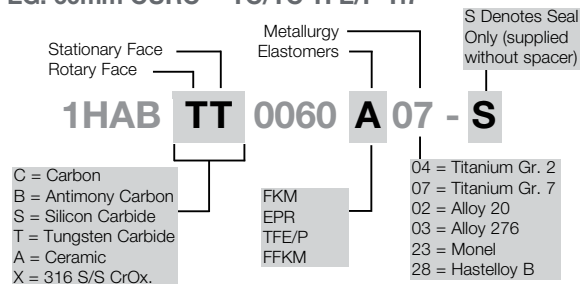 S Denotes Seal
Only (supplied
without spacer)
Metallurgy
Elastomers
Stationary Face
Rotary Face
1HAB TT 0060 A 07 - S
C = Carbon
B = Antimony Carbon
S = Silicon Carbide
T = Tungsten Carbide
A = Ceramic
X = 316 S/S CrOx.
FKM
EPR
TFE/P
FFKM
04 = Titanium Gr. 2
07 = Titanium Gr. 7
02 = Alloy 20
03 = Alloy 276
23 = Monel
28 = Hastelloy B